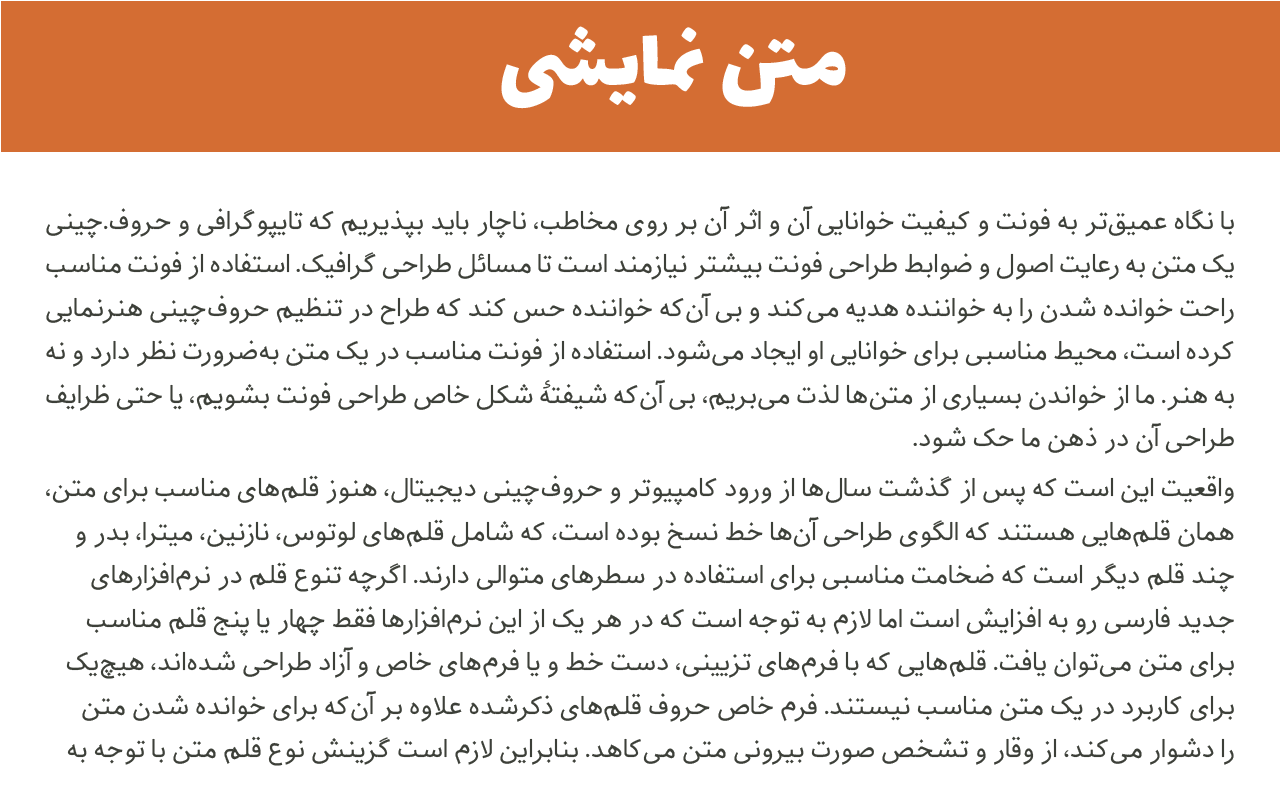 متن نمایشی
با نگاه عمیق‌تر به فونت و کیفیت خوانایی آن و اثر آن بر روی مخاطب، ناچار باید بپذیریم که تایپوگرافی و حروف.چینی
یک متن به رعایت اصول و ضوابط طراحی فونت بیشتر نیازمند است تا مسائل طراحی گرافیک. استفاده از فونت مناسب
راحت خوانده شدن را به خواننده هدیه می‌کند و بی آن‌که خواننده حس کند که طراح در تنظیم حروف‌چینی هنرنمایی
کرده است، محیط مناسبی برای خوانایی او ایجاد می‌شود. استفاده از فونت مناسب در یک متن به‌ضرورت نظر دارد و نه
به هنر. ما از خواندن بسیاری از متن‌ها لذت می‌بریم، بی آن‌که شیفتهٔ شکل خاص طراحی فونت بشویم، یا حتی ظرایف
طراحی آن در ذهن ما حک شود.
واقعیت این است که پس از گذشت سال‌ها از ورود کامپیوتر و حروف‌چینی دیجیتال، هنوز قلم‌های مناسب برای متن،
همان قلم‌هایی هستند که الگوی طراحی آن‌ها خط نسخ بوده است، که شامل قلم‌های لوتوس، نازنین، میترا، بدر و
چند قلم دیگر است که ضخامت مناسبی برای استفاده در سطرهای متوالی دارند. اگرچه تنوع قلم در نرم‌افزارهای
جدید فارسی رو به افزایش است اما لازم به توجه است که در هر یک از این نرم‌افزارها فقط چهار یا پنج قلم مناسب
برای متن می‌توان یافت. قلم‌هایی که با فرم‌های تزیینی، دست خط و یا فرم‌های خاص و آزاد طراحی شده‌اند، هیچ‌یک
برای کاربرد در یک متن مناسب نیستند. فرم خاص حروف قلم‌های ذکرشده علاوه بر آن‌که برای خوانده شدن متن
را دشوار می‌کند، از وقار و تشخص صورت بیرونی متن می‌کاهد. بنابراین لازم است گزینش نوع قلم متن با توجه به